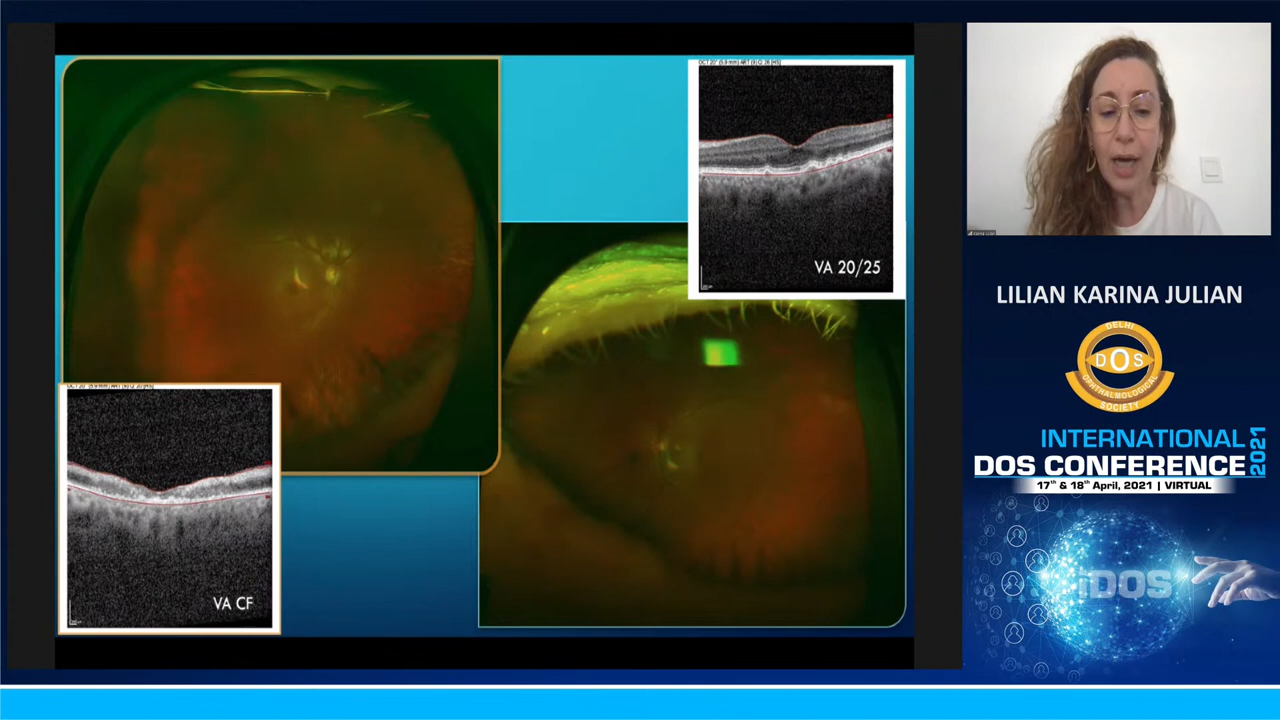 VA 20/25
VA CF
LILIAN KARINA JULIAN
DELHI
DOS
OPHTHALMOLOGICAL
SOCIETY
INTERNATIONAL
DOS CONFERENCE
2021
17th & 18th April, 2021 | VIRTUAL
iDOS